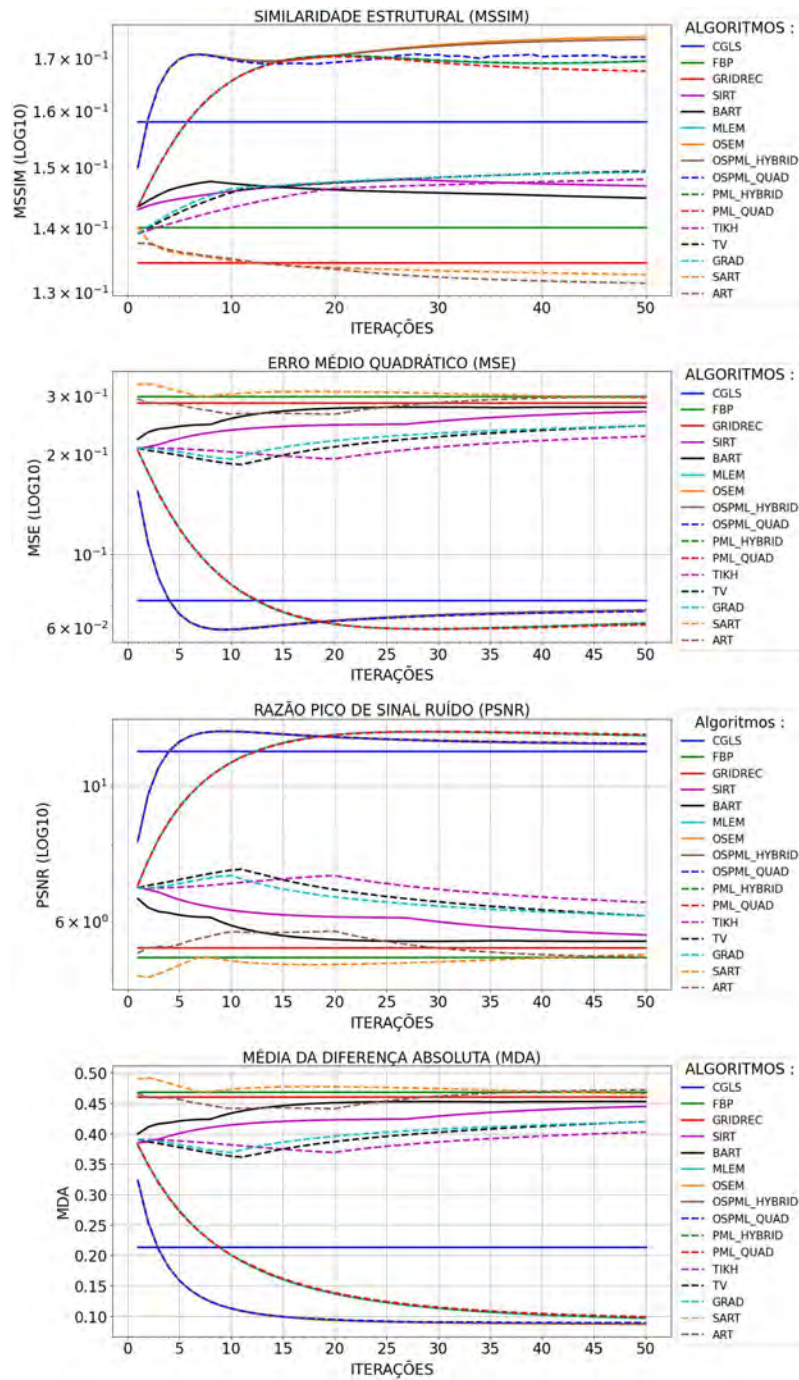 SIMILARIDADE ESTRUTURAL (MSSIM)
MSSIM (LOG10)
1.7 × 10⁻¹
1.6 × 10⁻¹
1.5 × 10⁻¹
1.4 × 10⁻¹
1.3 × 10⁻¹
0 5 10 15 20 25 30 35 40 45 50
ITERAÇÕES
ALGORITMOS :
CGLS
FBP
GRIDREC
SIRT
BART
MLEM
OSEM
OSPML_HYBRID
OSPML_QUAD
PML_HYBRID
PML_QUAD
TIKH
TV
GRAD
SART
ART
ERRO MÉDIO QUADRÁTICO (MSE)
MSE (LOG10)
3 × 10⁻¹
2 × 10⁻¹
10⁻¹
6 × 10⁻²
0 5 10 15 20 25 30 35 40 45 50
ITERAÇÕES
ALGORITMOS :
CGLS
FBP
GRIDREC
SIRT
BART
MLEM
OSEM
OSPML_HYBRID
OSPML_QUAD
PML_HYBRID
PML_QUAD
TIKH
TV
GRAD
SART
ART
RAZÃO PICO DE SINAL RUÍDO (PSNR)
PSNR (LOG10)
10¹
6 × 10⁰
0 5 10 15 20 25 30 35 40 45 50
ITERAÇÕES
Algoritmos :
CGLS
FBP
GRIDREC
SIRT
BART
MLEM
OSEM
OSPML_HYBRID
OSPML_QUAD
PML_HYBRID
PML_QUAD
TIKH
TV
GRAD
SART
ART
MÉDIA DA DIFERENÇA ABSOLUTA (MDA)
MDA
0.50
0.45
0.40
0.35
0.30
0.25
0.20
0.15
0.10
0 5 10 15 20 25 30 35 40 45 50
ITERAÇÕES
ALGORITMOS :
CGLS
FBP
GRIDREC
SIRT
BART
MLEM
OSEM
OSPML_HYBRID
OSPML_QUAD
PML_HYBRID
PML_QUAD
TIKH
TV
GRAD
SART
ART